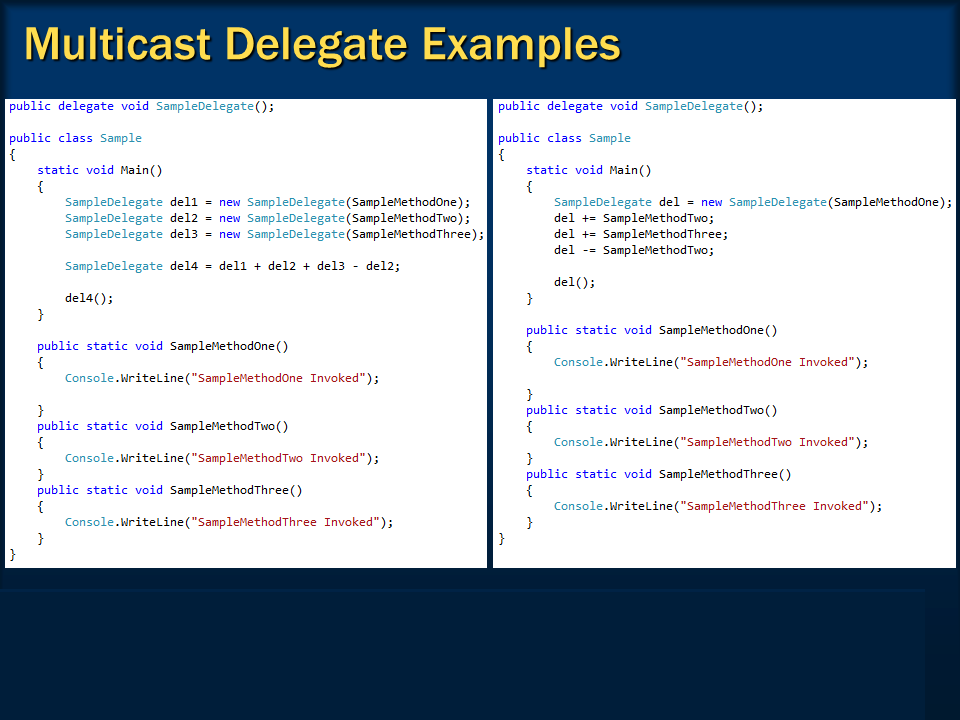 Multicast Delegate Examples
public delegate void SampleDelegate();
public class Sample
{
    static void Main()
    {
        SampleDelegate del1 = new SampleDelegate(SampleMethodOne);
        SampleDelegate del2 = new SampleDelegate(SampleMethodTwo);
        SampleDelegate del3 = new SampleDelegate(SampleMethodThree);
        SampleDelegate del4 = del1 + del2 + del3 - del2;
        del4();
    }
    public static void SampleMethodOne()
    {
        Console.WriteLine("SampleMethodOne Invoked");
    }
    public static void SampleMethodTwo()
    {
        Console.WriteLine("SampleMethodTwo Invoked");
    }
    public static void SampleMethodThree()
    {
        Console.WriteLine("SampleMethodThree Invoked");
    }
}
public delegate void SampleDelegate();
public class Sample
{
    static void Main()
    {
        SampleDelegate del = new SampleDelegate(SampleMethodOne);
        del += SampleMethodTwo;
        del += SampleMethodThree;
        del -= SampleMethodTwo;
        del();
    }
    public static void SampleMethodOne()
    {
        Console.WriteLine("SampleMethodOne Invoked");
    }
    public static void SampleMethodTwo()
    {
        Console.WriteLine("SampleMethodTwo Invoked");
    }
    public static void SampleMethodThree()
    {
        Console.WriteLine("SampleMethodThree Invoked");
    }
}